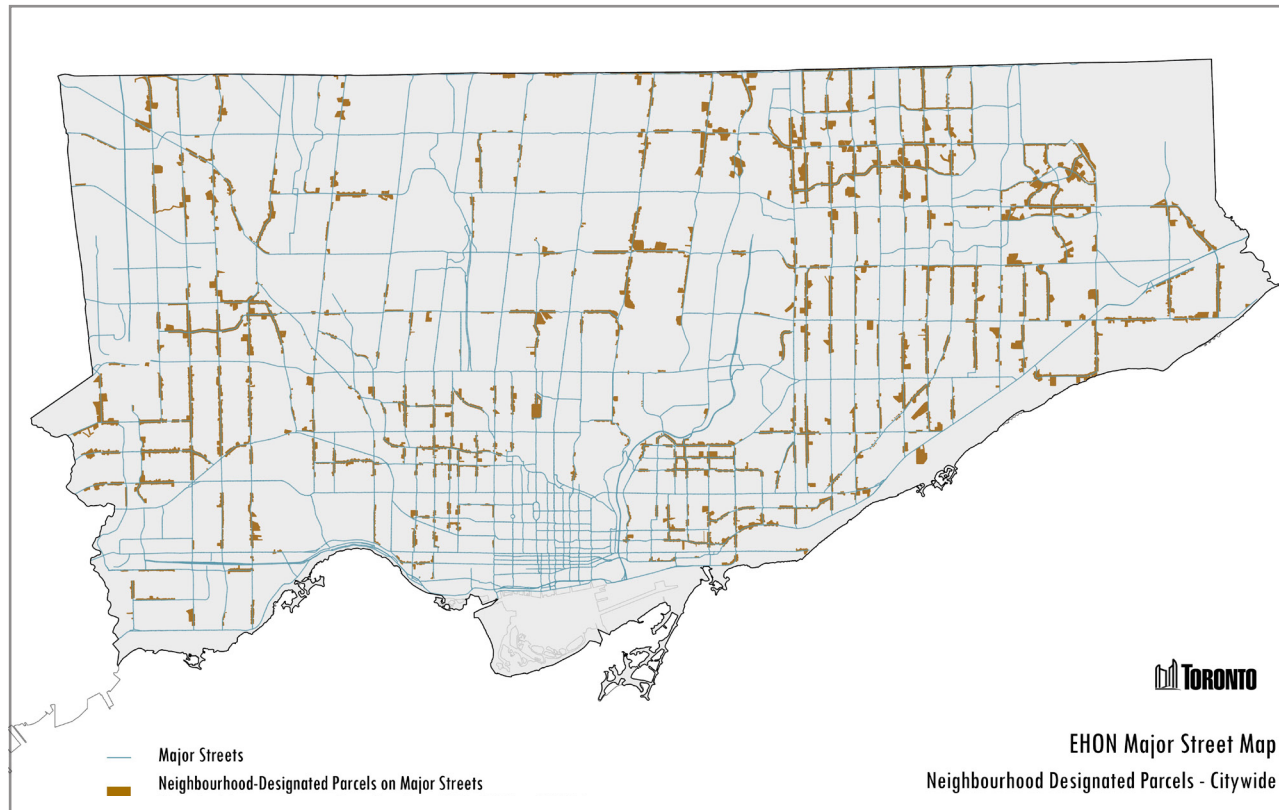 TORONTO
EHON Major Street Map
Neighbourhood Designated Parcels - Citywide
Major Streets
Neighbourhood-Designated Parcels on Major Streets